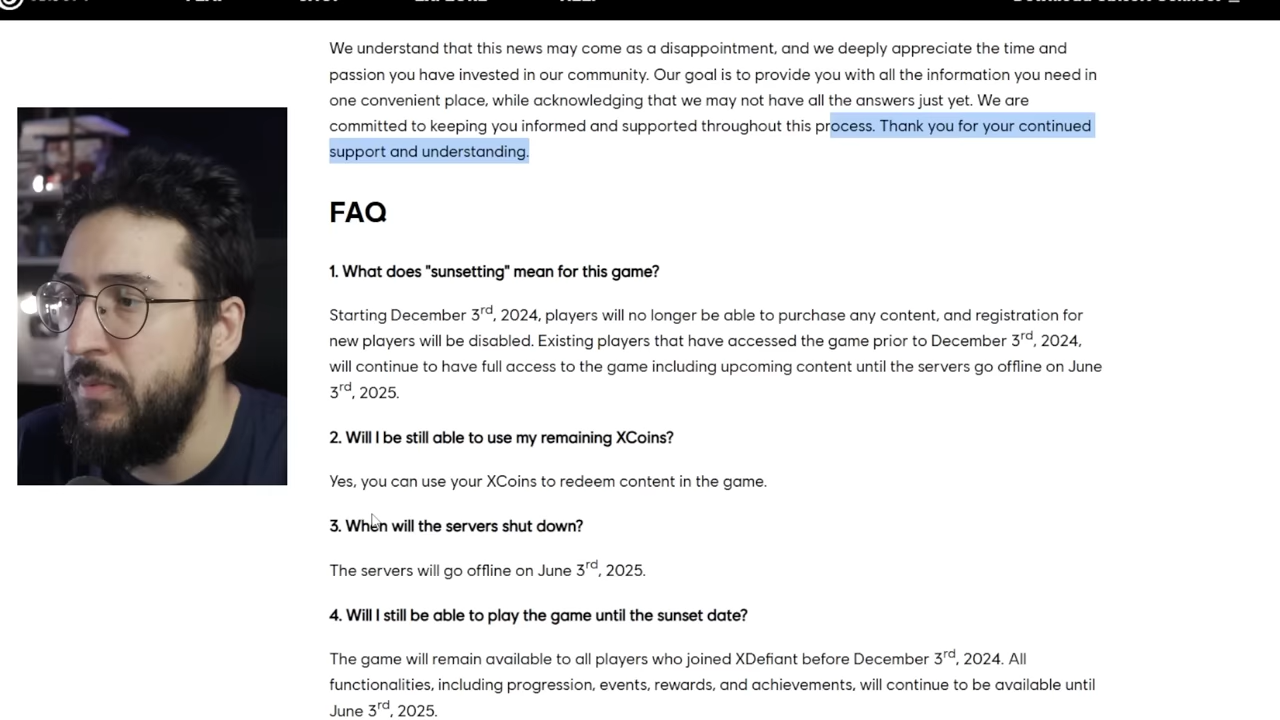 We understand that this news may come as a disappointment, and we deeply appreciate the time and
passion you have invested in our community. Our goal is to provide you with all the information you need in
one convenient place, while acknowledging that we may not have all the answers just yet. We are
committed to keeping you informed and supported throughout this process. Thank you for your continued
support and understanding.
FAQ
1. What does "sunsetting" mean for this game?
Starting December 3rd, 2024, players will no longer be able to purchase any content, and registration for
new players will be disabled. Existing players that have accessed the game prior to December 3rd, 2024,
will continue to have full access to the game including upcoming content until the servers go offline on June
3rd, 2025.
2. Will I be still able to use my remaining XCoins?
Yes, you can use your XCoins to redeem content in the game.
3. When will the servers shut down?
The servers will go offline on June 3rd, 2025.
4. Will I still be able to play the game until the sunset date?
The game will remain available to all players who joined XDefiant before December 3rd, 2024. All
functionalities, including progression, events, rewards, and achievements, will continue to be available until
June 3rd, 2025.